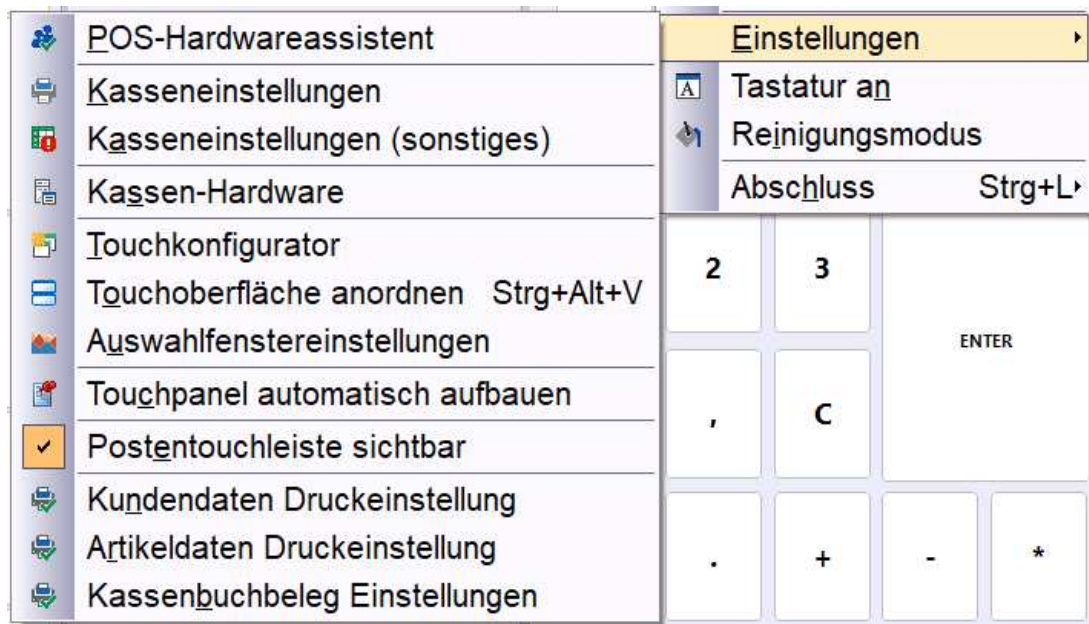 POS-Hardwareassistent
Kasseneinstellungen
Kasseneinstellungen (sonstiges)
Kassen-Hardware
Touchkonfigurator
Touchoberfläche anordnen Strg+Alt+V
Auswahlfenstereinstellungen
Touchpanel automatisch aufbauen
Postentouchleiste sichtbar
Kundendaten Druckeinstellung
Artikeldaten Druckeinstellung
Kassenbuchbeleg Einstellungen
Einstellungen
Tastatur an
Reinigungsmodus
Abschluss Strg+L
2 3
ENTER
, C
. + - *